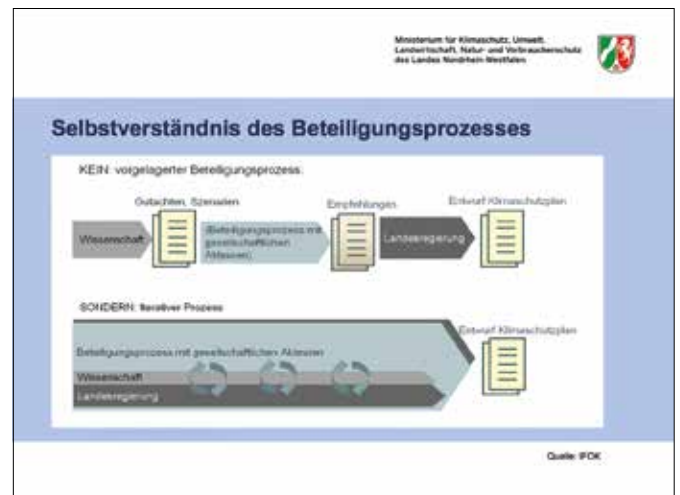 Ministerium für Klimaschutz, Umwelt,
Landwirtschaft, Natur- und Verbraucherschutz
des Landes Nordrhein-Westfalen
Selbstverständnis des Beteiligungsprozesses
KEIN: vorgelagerter Beteiligungsprozess:
Gutachten, Szenarien
Empfehlungen
Entwurf Klimaschutzplan
Wissenschaft
(Beteiligungsprozess mit
gesellschaftlichen
Akteuren)
Landesregierung
SONDERN: Iterativer Prozess
Entwurf Klimaschutzplan
Beteiligungsprozess mit gesellschaftlichen Akteuren
Wissenschaft
Landesregierung
Quelle: IFOK